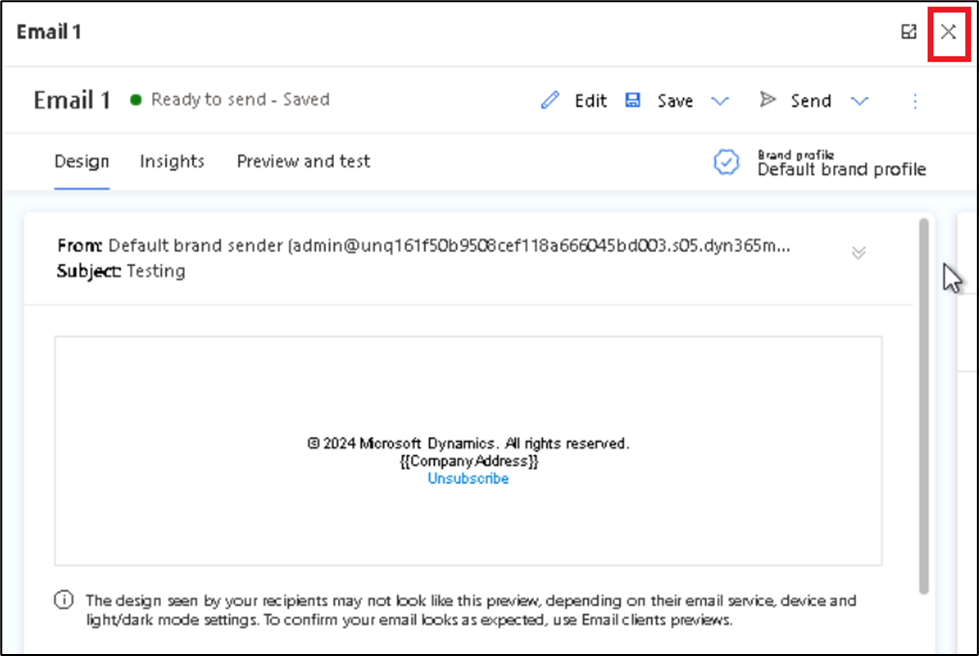 Email 1
Email 1 Ready to send - Saved Edit Save Send
Design Insights Preview and test
Brand profile
Default brand profile
From: Default brand sender (admin@unq161f50b9508cef118a666045bd003.s05.dyn365m...
Subject: Testing
© 2024 Microsoft Dynamics. All rights reserved.
{{CompanyAddress}}
Unsubscribe
The design seen by your recipients may not look like this preview, depending on their email service, device and
light/dark mode settings. To confirm your email looks as expected, use Email clients previews.